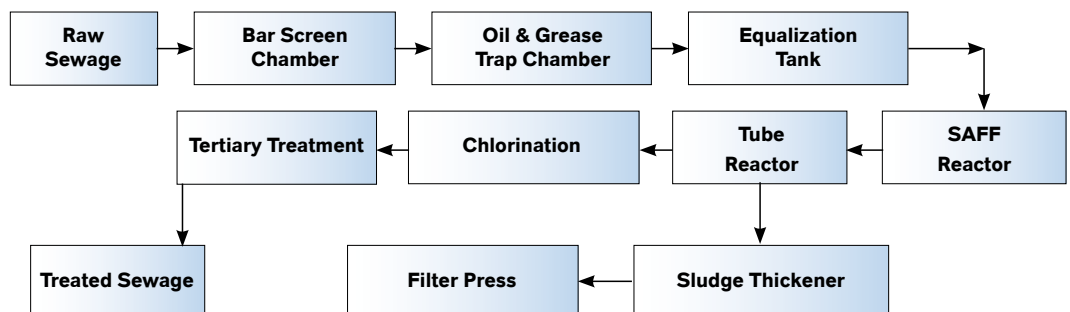 Raw
Sewage
Bar Screen
Chamber
Oil & Grease
Trap Chamber
Equalization
Tank
Tertiary Treatment
Chlorination
Tube
Reactor
SAFF
Reactor
Treated Sewage
Filter Press
Sludge Thickener